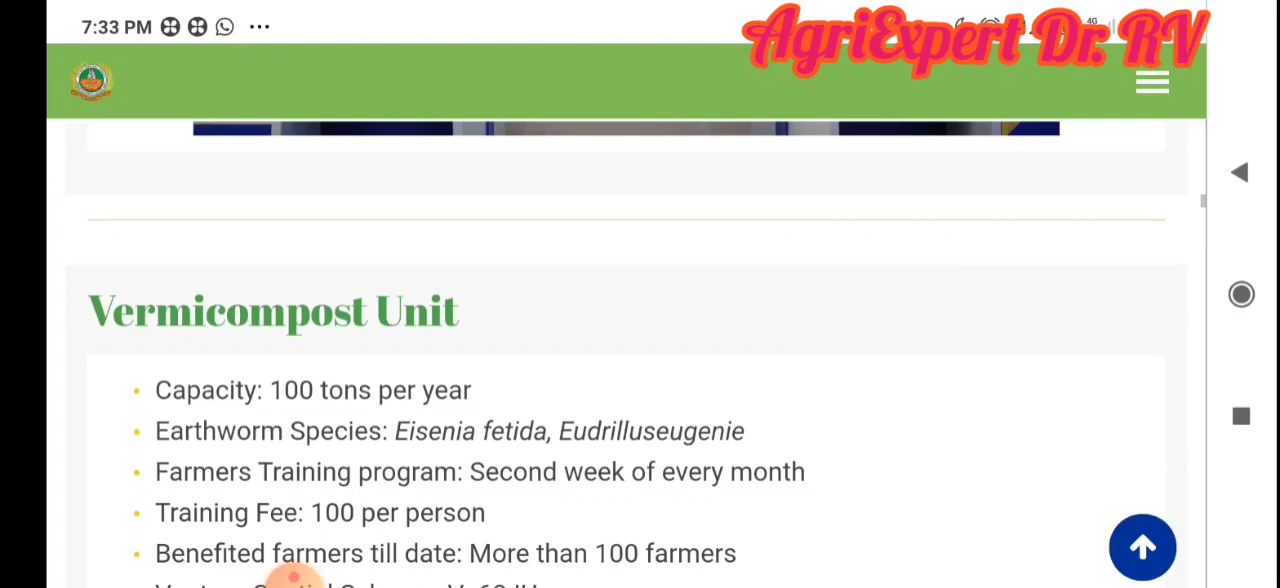 7:33 PM
4G
AgriExpert Dr. RV
Vermicompost Unit
• Capacity: 100 tons per year
• Earthworm Species: Eisenia fetida, Eudrilluseugenie
• Farmers Training program: Second week of every month
• Training Fee: 100 per person
• Benefited farmers till date: More than 100 farmers